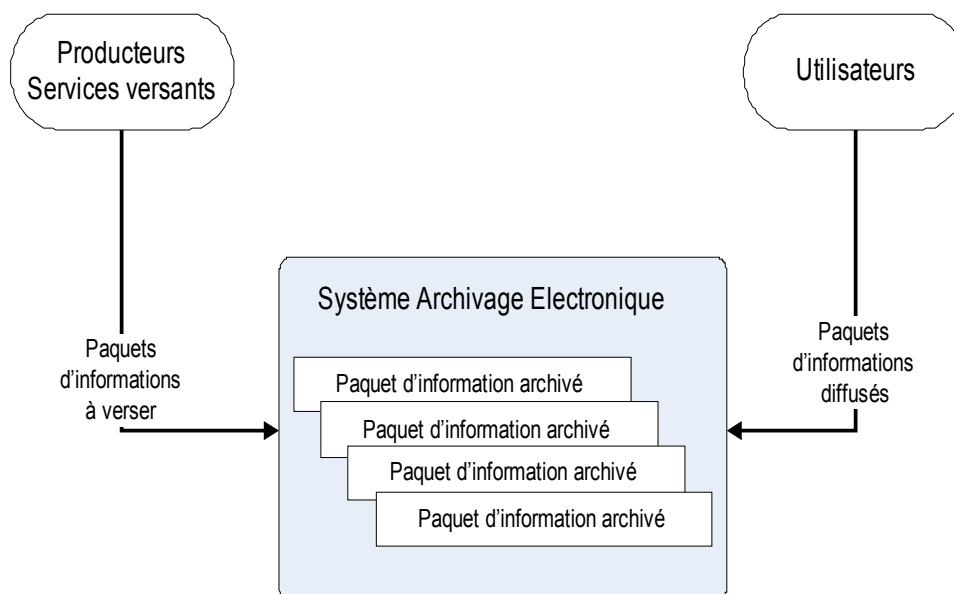 Producteurs
Services versants
Utilisateurs
Système Archivage Electronique
Paquets
d’informations
à verser
Paquets
d’informations
diffusés
Paquet d’information archivé
Paquet d’information archivé
Paquet d’information archivé
Paquet d’information archivé